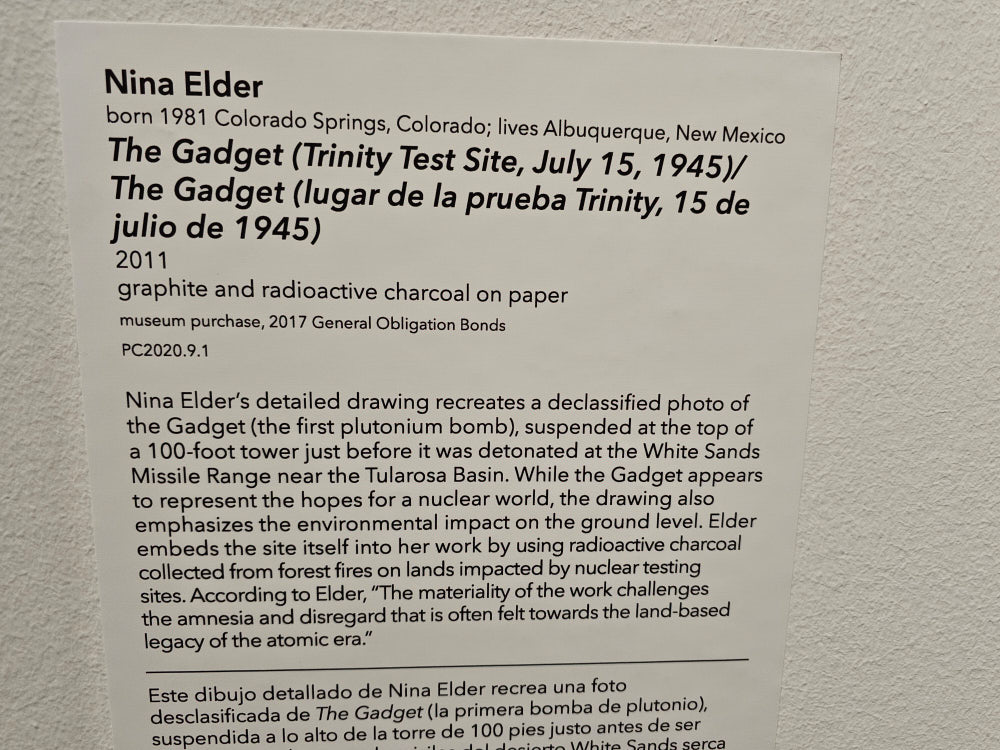 Nina Elder
born 1981 Colorado Springs, Colorado; lives Albuquerque, New Mexico
The Gadget (Trinity Test Site, July 15, 1945)/
The Gadget (lugar de la prueba Trinity, 15 de
julio de 1945)
2011
graphite and radioactive charcoal on paper
museum purchase, 2017 General Obligation Bonds
PC2020.9.1
Nina Elder’s detailed drawing recreates a declassified photo of
the Gadget (the first plutonium bomb), suspended at the top of
a 100-foot tower just before it was detonated at the White Sands
Missile Range near the Tularosa Basin. While the Gadget appears
to represent the hopes for a nuclear world, the drawing also
emphasizes the environmental impact on the ground level. Elder
embeds the site itself into her work by using radioactive charcoal
collected from forest fires on lands impacted by nuclear testing
sites. According to Elder, “The materiality of the work challenges
the amnesia and disregard that is often felt towards the land-based
legacy of the atomic era.”
Este dibujo detallado de Nina Elder recrea una foto
desclasificada de The Gadget (la primera bomba de plutonio),
suspendida a lo alto de la torre de 100 pies justo antes de ser
del desierto White Sands serca